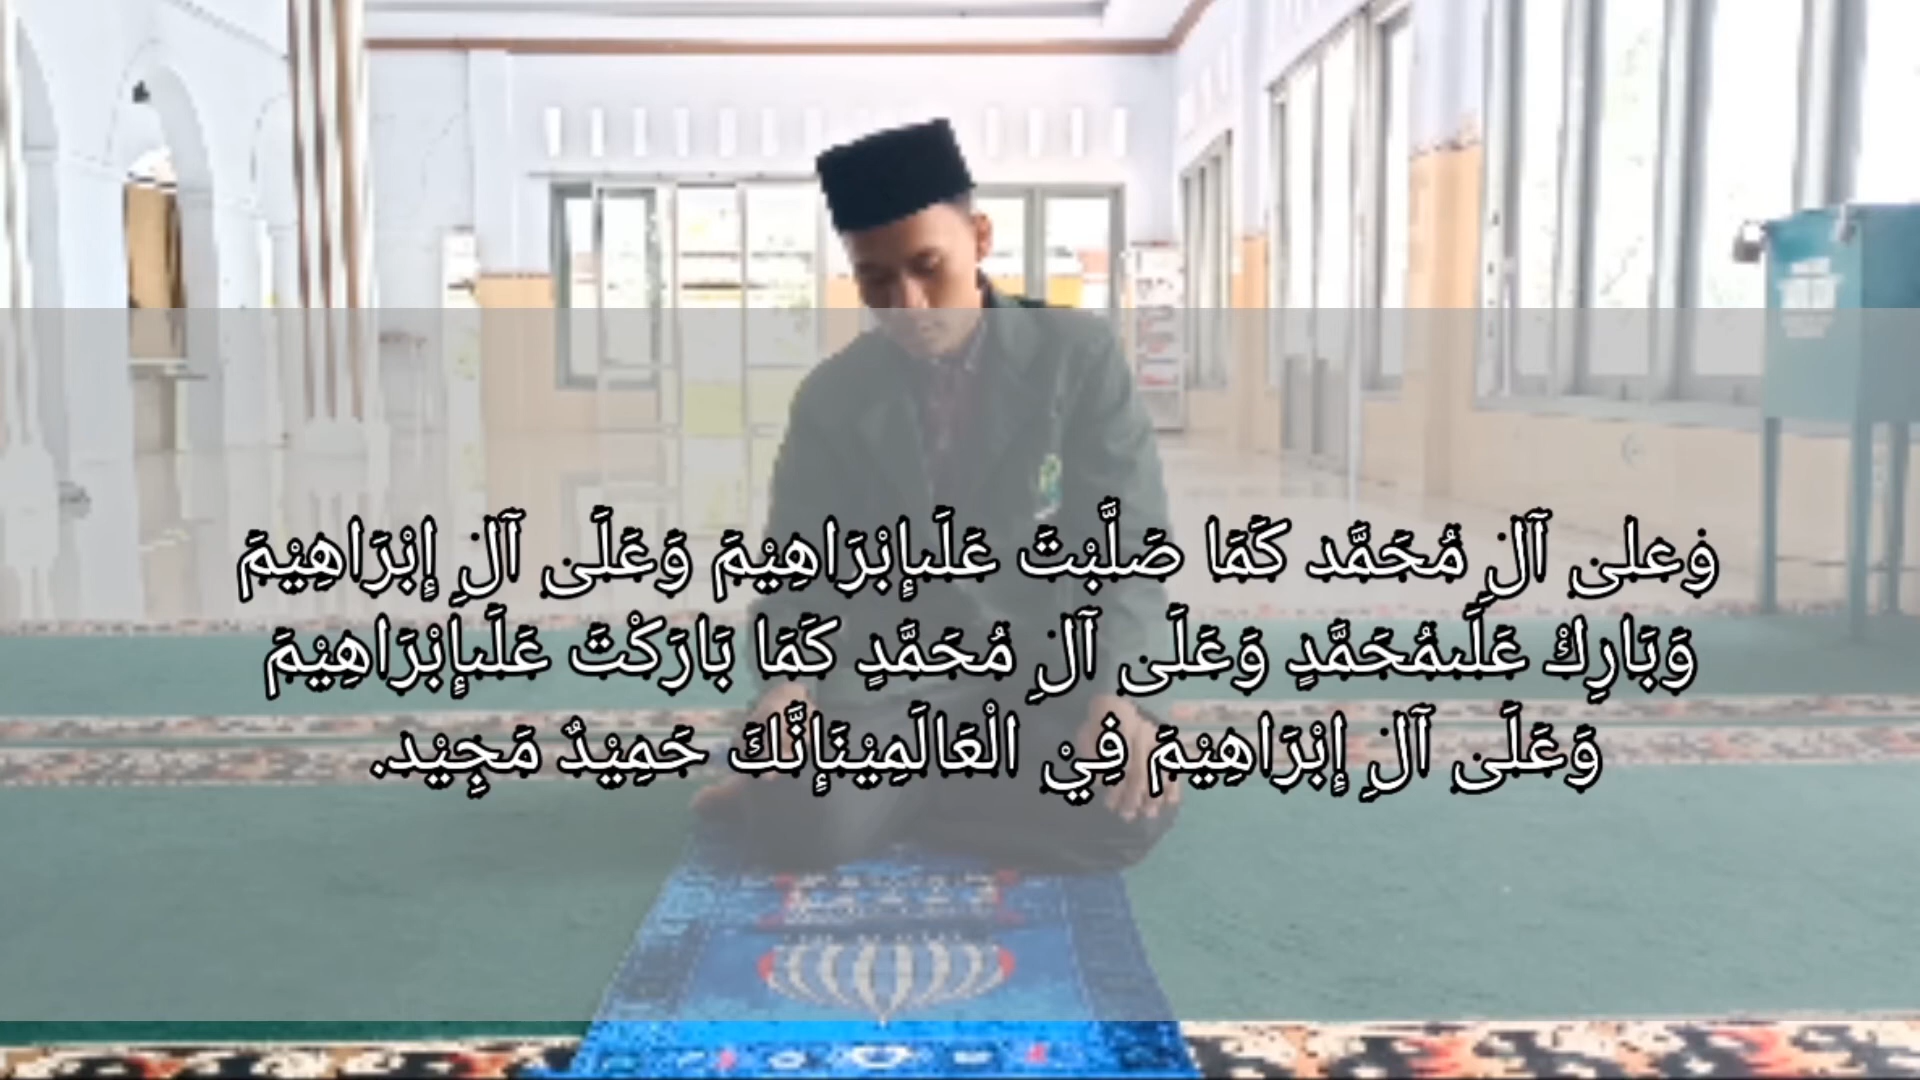 وعلى آلِ مُحَمَّد كَمَا صَلَّيْتَ عَلَىإِبْرَاهِيْمَ وَعَلَى آلِ إِبْرَاهِيْمَ
وَبَارِكْ عَلَىمُحَمَّدٍ وَعَلَى آلِ مُحَمَّدٍ كَمَا بَارَكْتَ عَلَىإِبْرَاهِيْمَ
وَعَلَى آلِ إِبْرَاهِيْمَ فِيْ الْعَالَمِيْنَإِنَّكَ حَمِيْدٌ مَجِيْد.